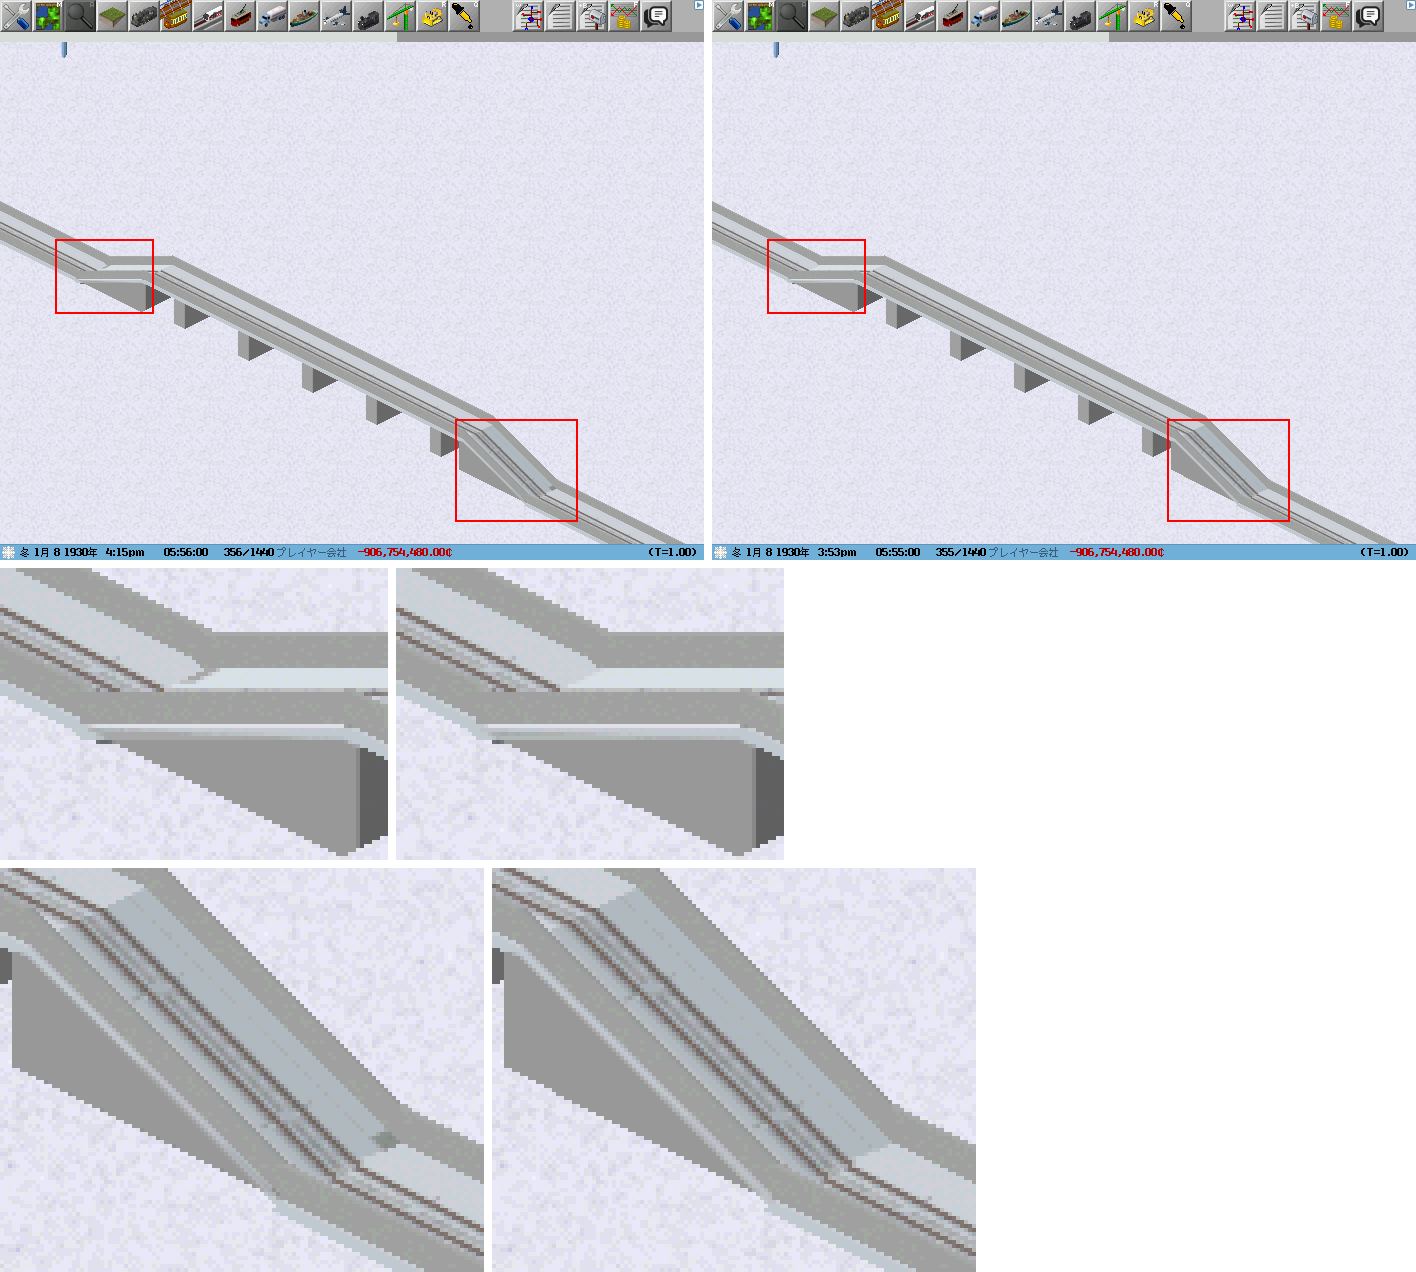 冬 1月 8 1930年 4:15pm 05:56:00 356/1440 プレイヤー会社 -906,754,480.00¢ (T=1.00)
冬 1月 8 1930年 3:53pm 05:55:00 355/1440 プレイヤー会社 -906,754,480.00¢ (T=1.00)